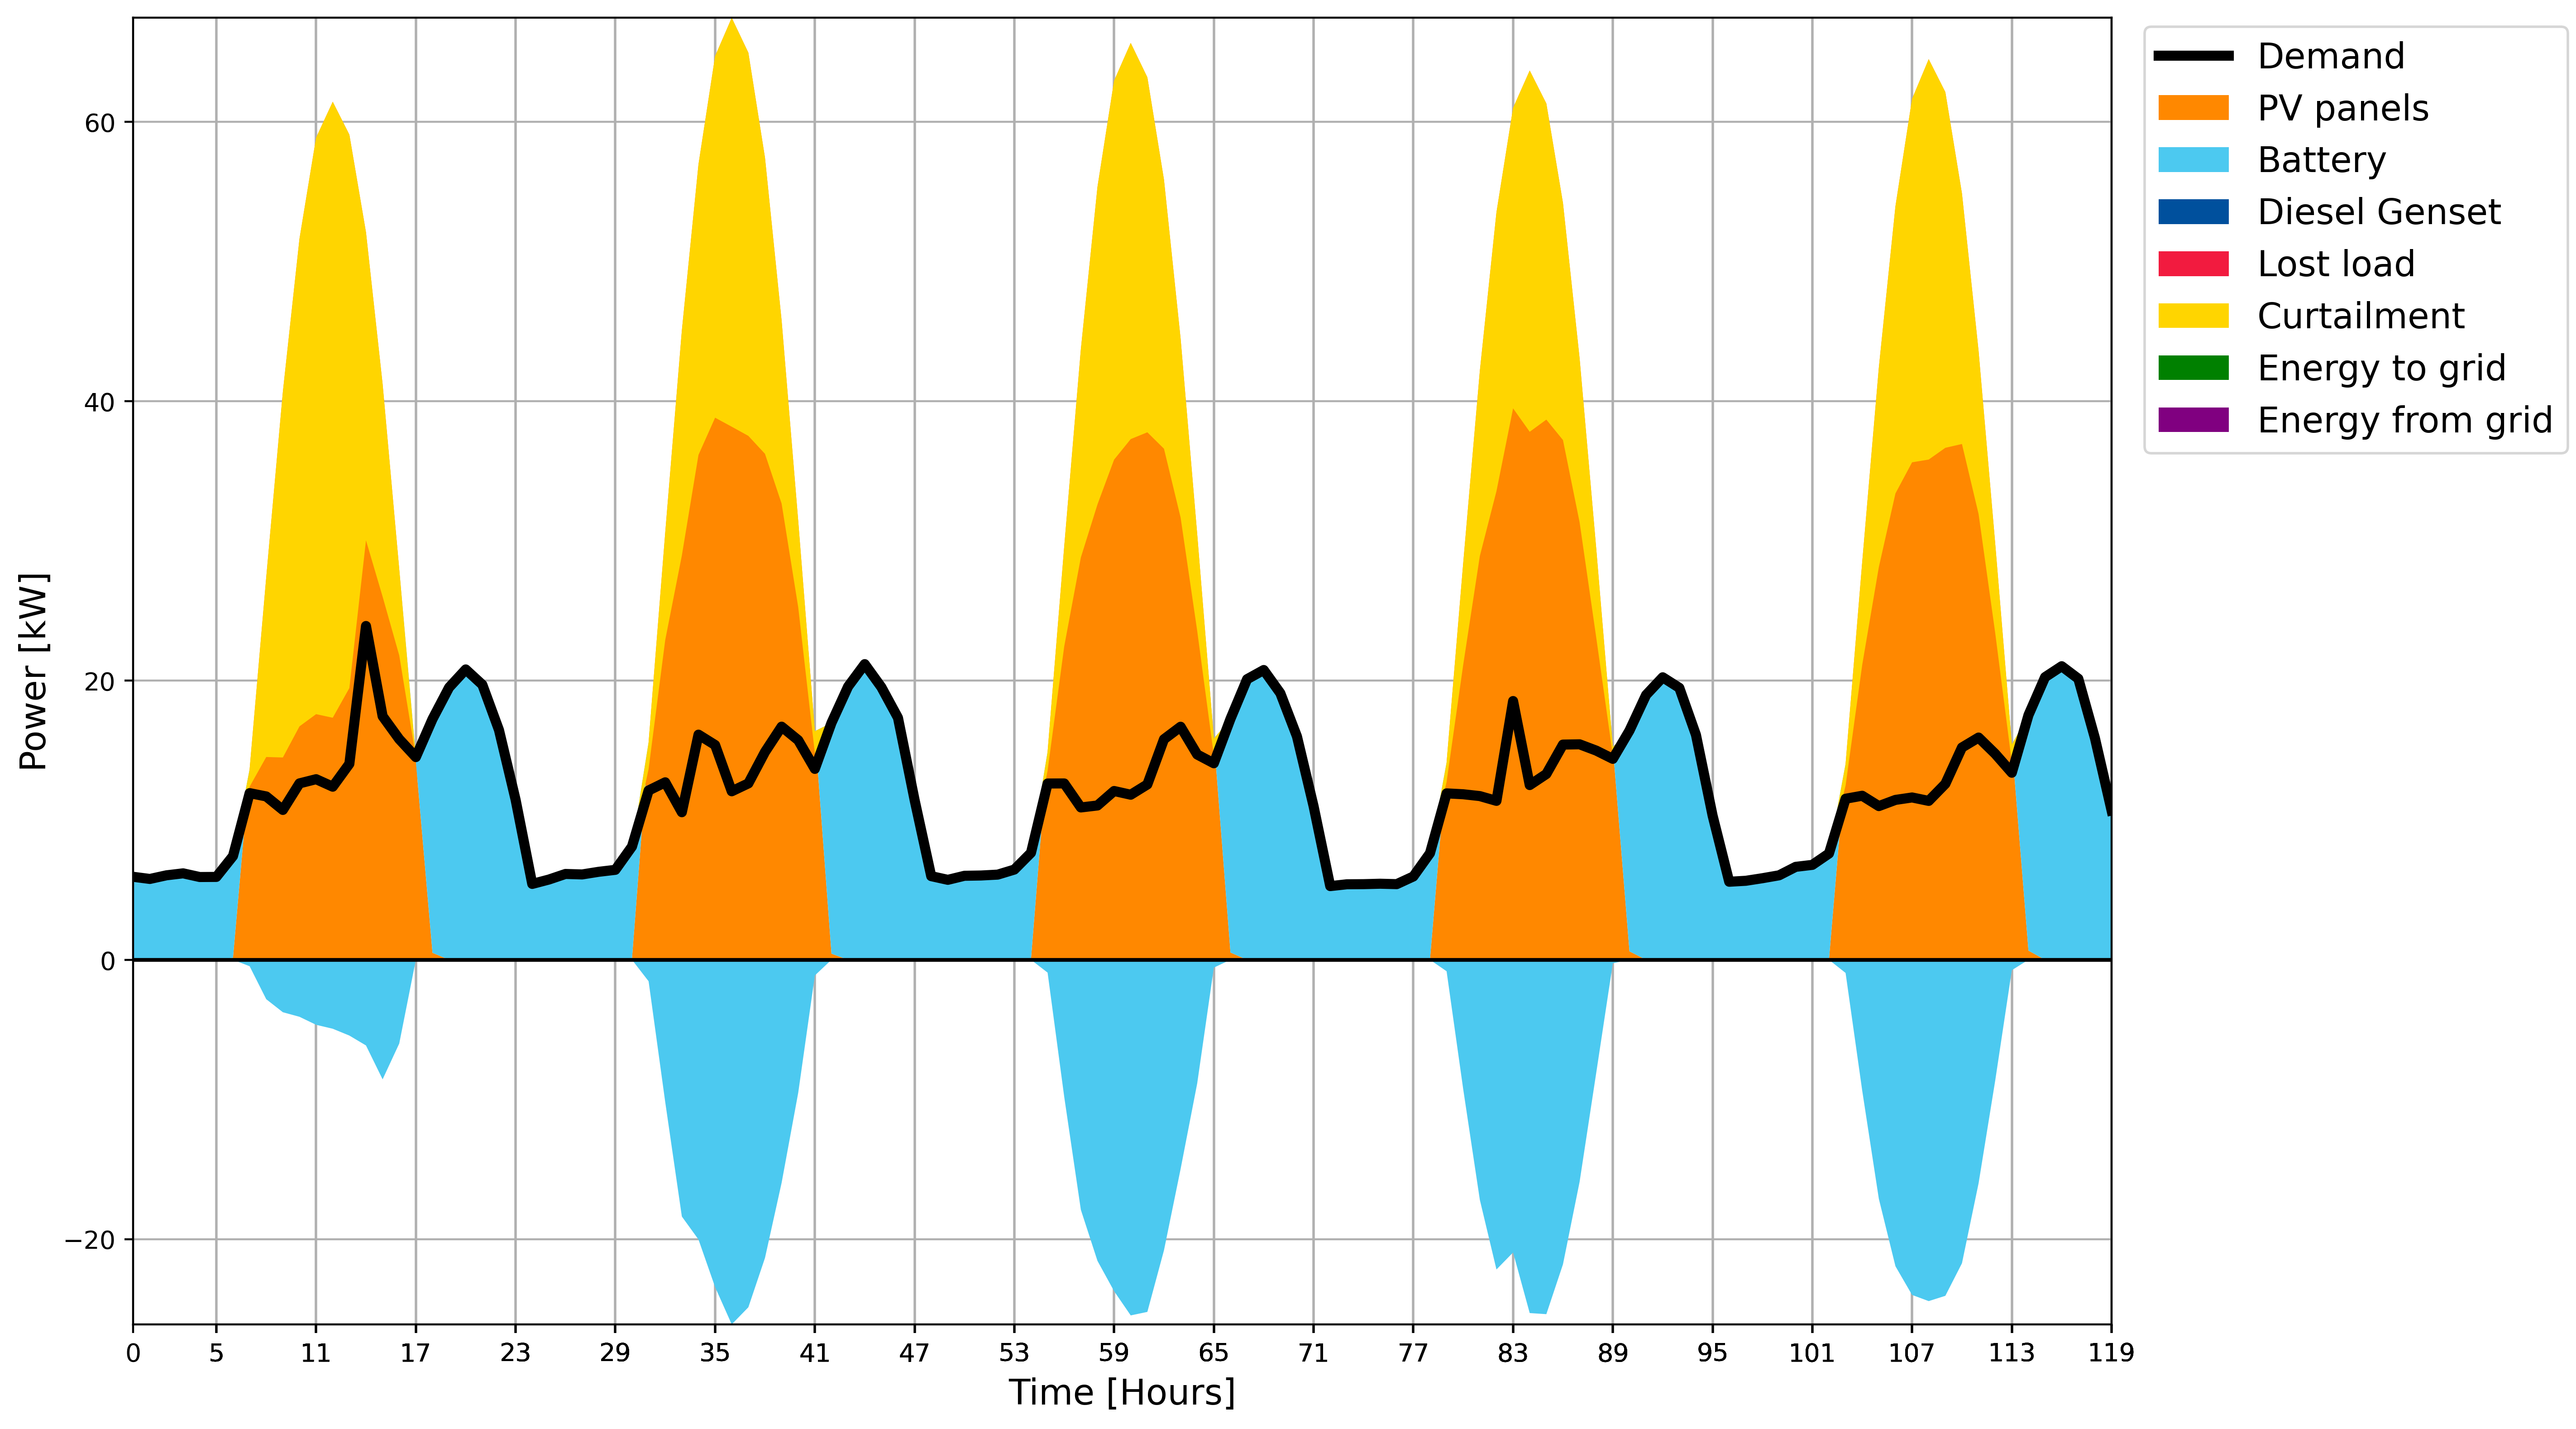 Demand
PV panels
Battery
Diesel Genset
Lost load
Curtailment
Energy to grid
Energy from grid
Power [kW]
60
40
20
0
−20
0 5 11 17 23 29 35 41 47 53 59 65 71 77 83 89 95 101 107 113 119
Time [Hours]